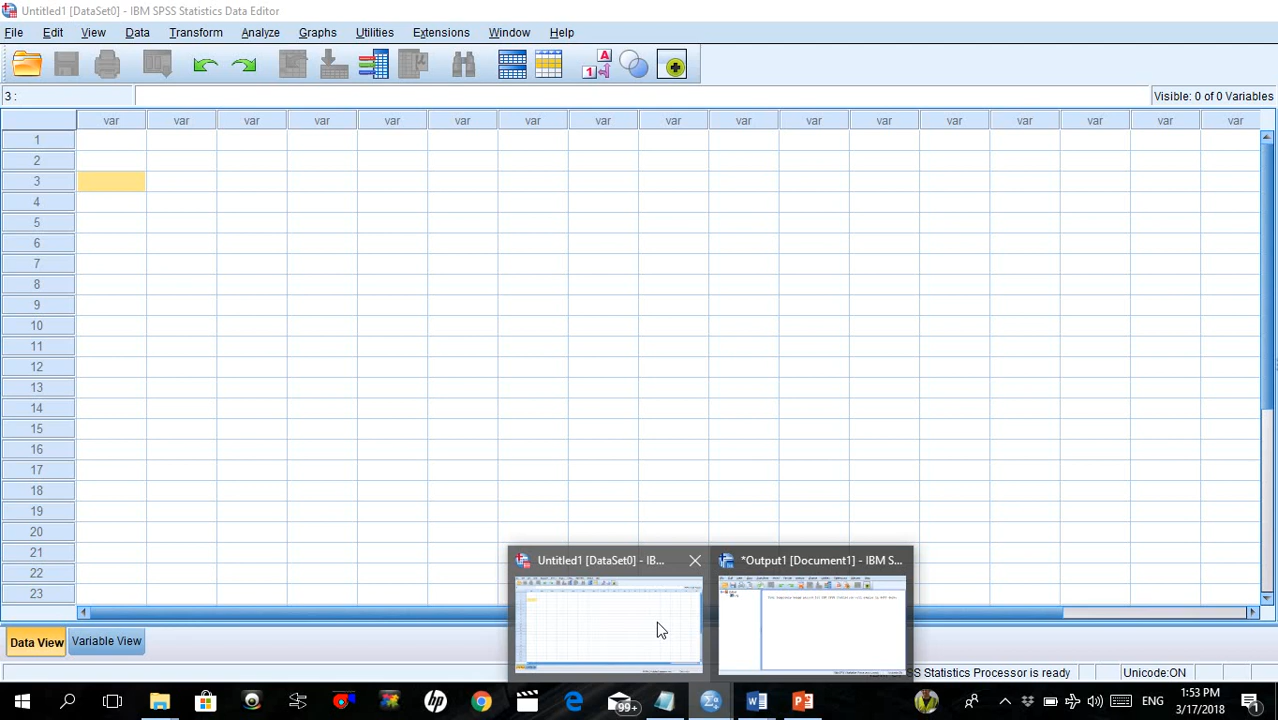 Untitled1 [DataSet0] - IBM SPSS Statistics Data Editor
File Edit View Data Transform Analyze Graphs Utilities Extensions Window Help
3 :
Visible: 0 of 0 Variables
var var var var var var var var var var var var var var var var var
1
2
3
4
5
6
7
8
9
10
11
12
13
14
15
16
17
18
19
20
21
22
23
Untitled1 [DataSet0] - IB... *Output1 [Document1] - IBM S...
Data View Variable View
SS Statistics Processor is ready Unicode:ON
99+
ENG
1:53 PM
3/17/2018